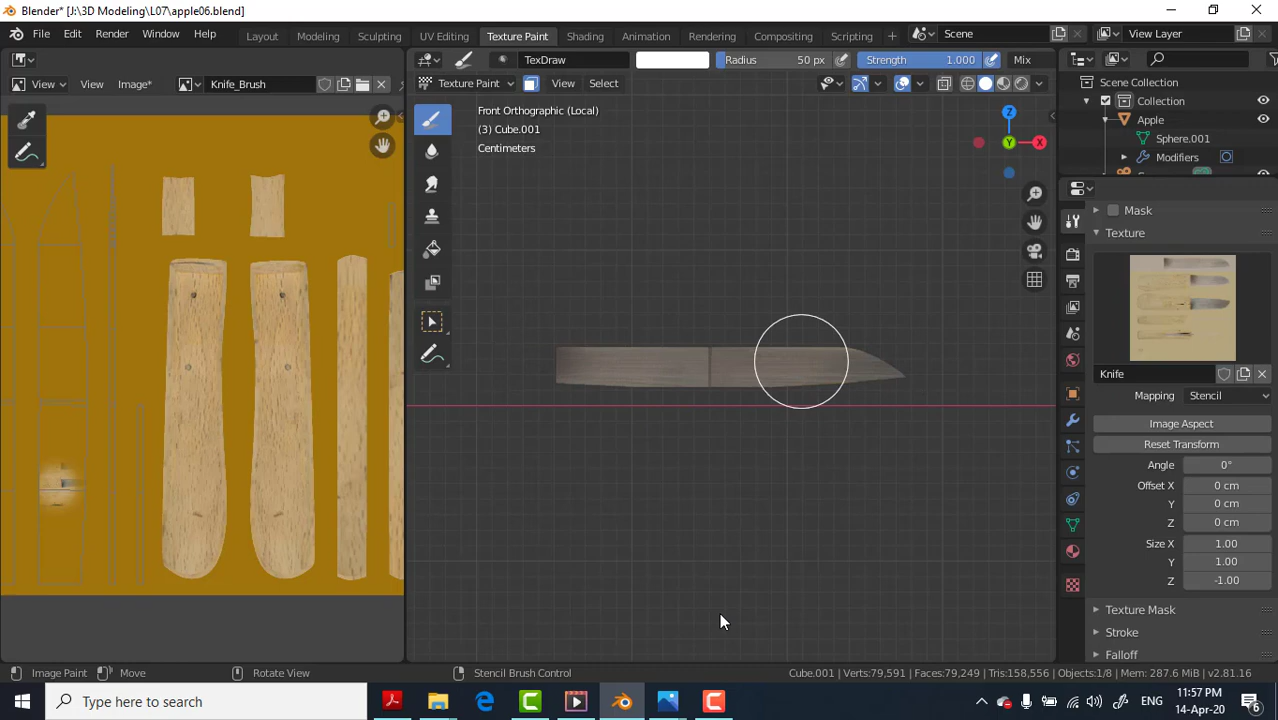 Blender* [J:\3D Modeling\L07\apple06.blend]
File Edit Render Window Help Layout Modeling Sculpting UV Editing Texture Paint Shading Animation Rendering Compositing Scripting Scene View Layer
TexDraw Radius 50 px Strength 1.000 Mix
View View Image* Knife_Brush Texture Paint View Select
Scene Collection
Collection
Apple
Sphere.001
Modifiers
Front Orthographic (Local)
(3) Cube.001
Centimeters
Z
Y
X
Mask
Texture
Knife
Mapping Stencil
Image Aspect
Reset Transform
Angle 0°
Offset X 0 cm
Y 0 cm
Z 0 cm
Size X 1.00
Y 1.00
Z -1.00
Texture Mask
Stroke
Falloff
Image Paint Move Rotate View Stencil Brush Control Cube.001 | Verts:79,591 | Faces:79,249 | Tris:158,556 | Objects:1/8 | Mem: 287.6 MiB | v2.81.16
Type here to search ENG 11:57 PM
14-Apr-20
6